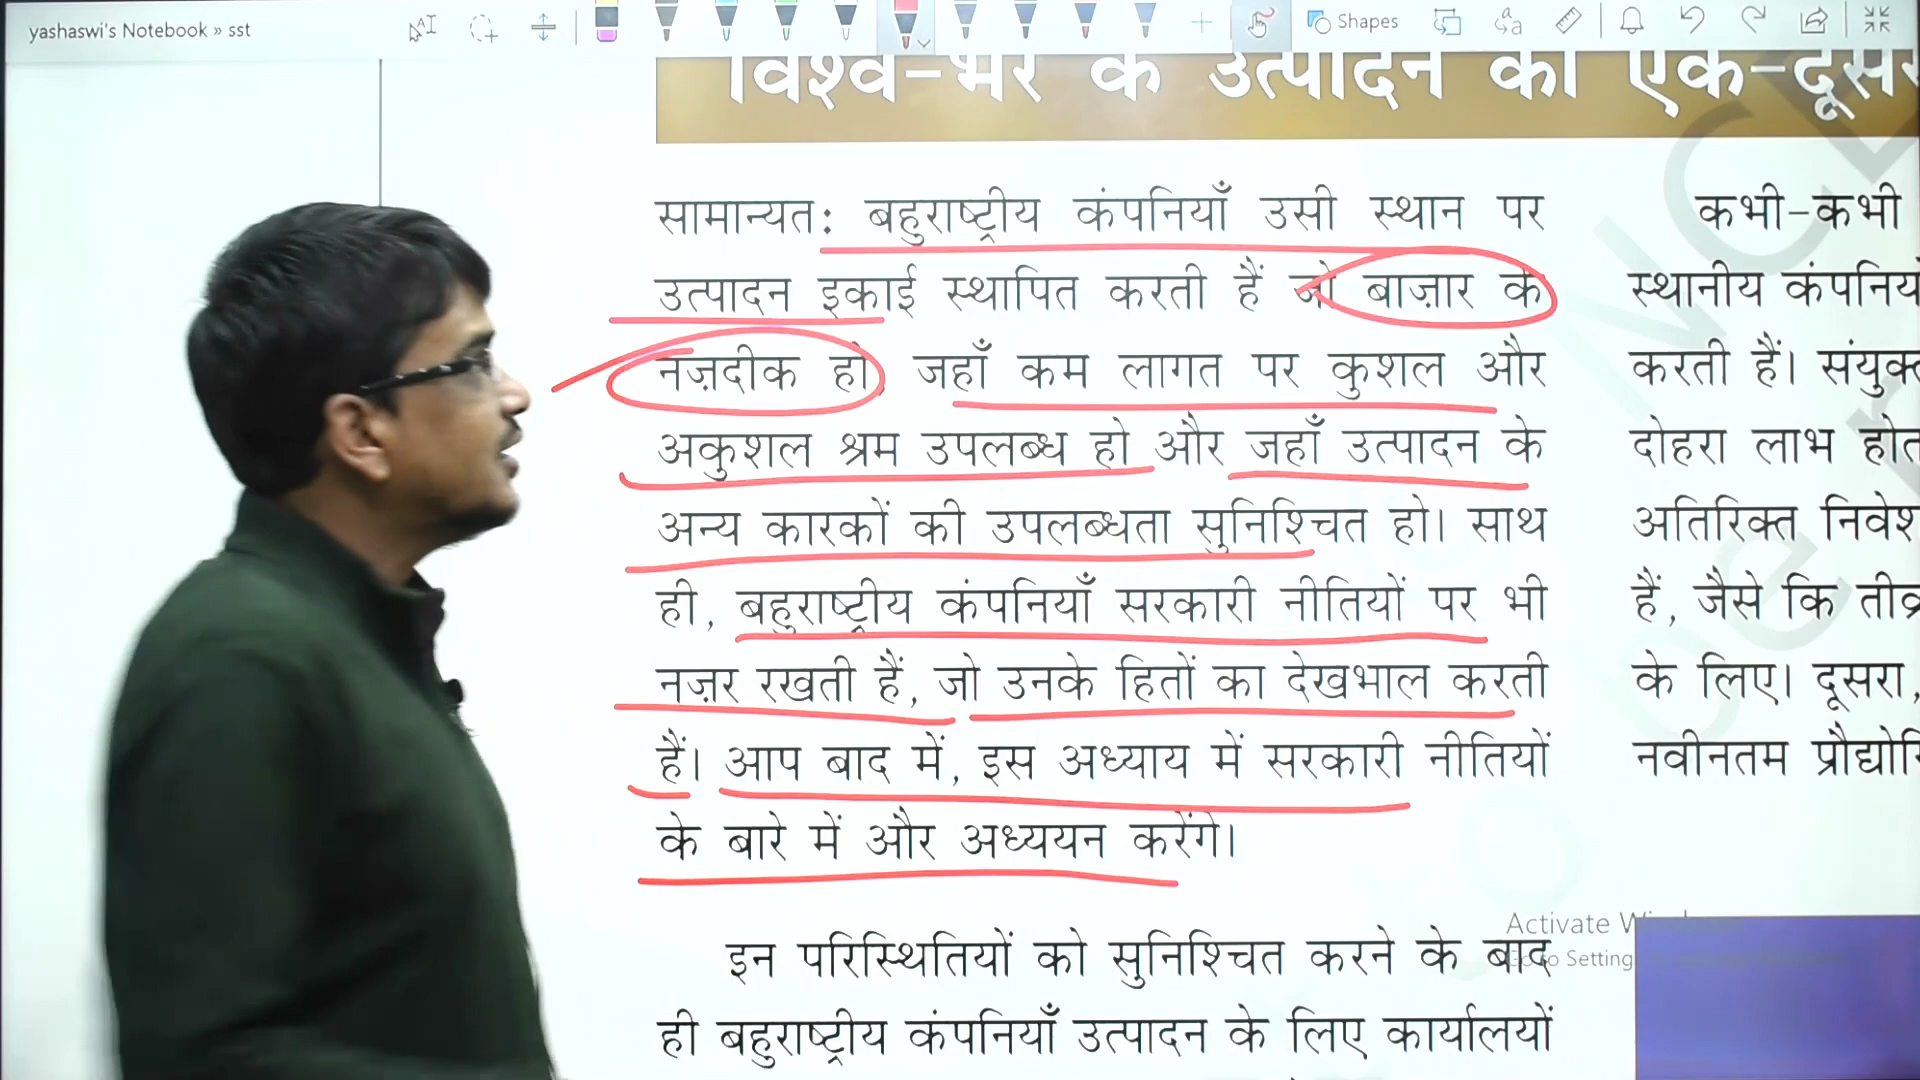 yashaswi's Notebook » sst
Shapes
विश्व-भर के उत्पादन को एक-दूसरे
सामान्यत: बहुराष्ट्रीय कंपनियाँ उसी स्थान पर
उत्पादन इकाई स्थापित करती हैं जो बाज़ार के
नज़दीक हो, जहाँ कम लागत पर कुशल और
अकुशल श्रम उपलब्ध हो और जहाँ उत्पादन के
अन्य कारकों की उपलब्धता सुनिश्चित हो। साथ
ही, बहुराष्ट्रीय कंपनियाँ सरकारी नीतियों पर भी
नज़र रखती हैं, जो उनके हितों का देखभाल करती
हैं। आप बाद में, इस अध्याय में सरकारी नीतियों
के बारे में और अध्ययन करेंगे।
इन परिस्थितियों को सुनिश्चित करने के बाद
ही बहुराष्ट्रीय कंपनियाँ उत्पादन के लिए कार्यालयों
कभी-कभी
स्थानीय
करती हैं।
दोहरा लाभ
अतिरिक्त निवेश
हैं, जैसे कि
के लिए। दूसरा,
नवीनतम
Activate
to Setting